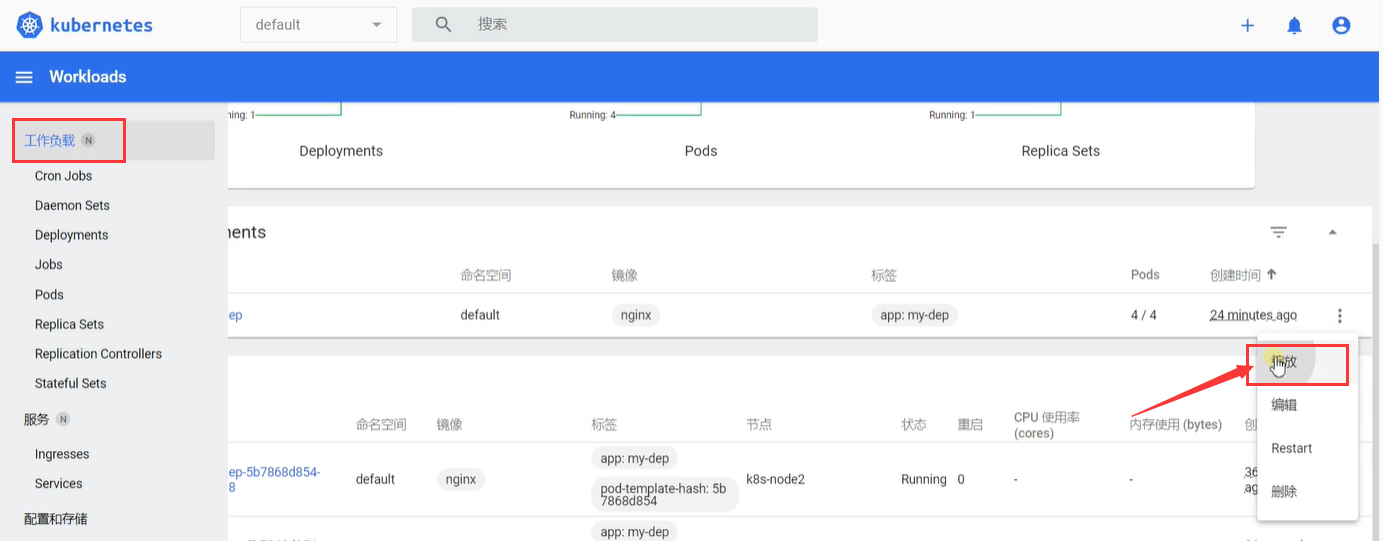 kubernetes
default
搜索
Workloads
工作负载 N
Cron Jobs
Daemon Sets
Deployments
Jobs
Pods
Replica Sets
Replication Controllers
Stateful Sets
服务 N
Ingresses
Services
配置和存储
ning: 1
Running: 4
Running: 1
Deployments
Pods
Replica Sets
ments
命名空间
镜像
标签
Pods
创建时间
ep
default
nginx
app: my-dep
4 / 4
24 minutes ago
放
编辑
Restart
删除
命名空间
镜像
标签
节点
状态
重启
CPU 使用率
(cores)
内存使用 (bytes)
创
ep-5b7868d854-
8
default
nginx
app: my-dep
pod-template-hash: 5b
7868d854
k8s-node2
Running
0
-
-
36
ag
app: my-dep